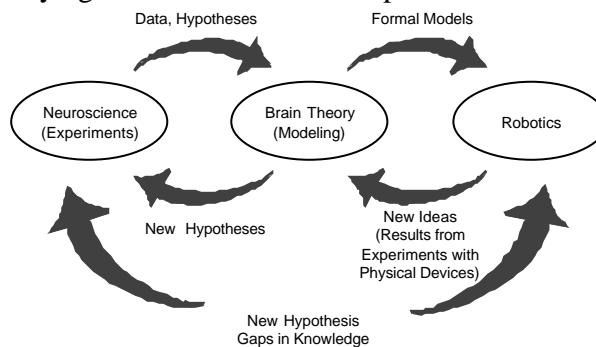 Data, Hypotheses
Formal Models
Neuroscience
(Experiments)
Brain Theory
(Modeling)
Robotics
New Hypotheses
New Ideas
(Results from
Experiments with
Physical Devices)
New Hypothesis
Gaps in Knowledge